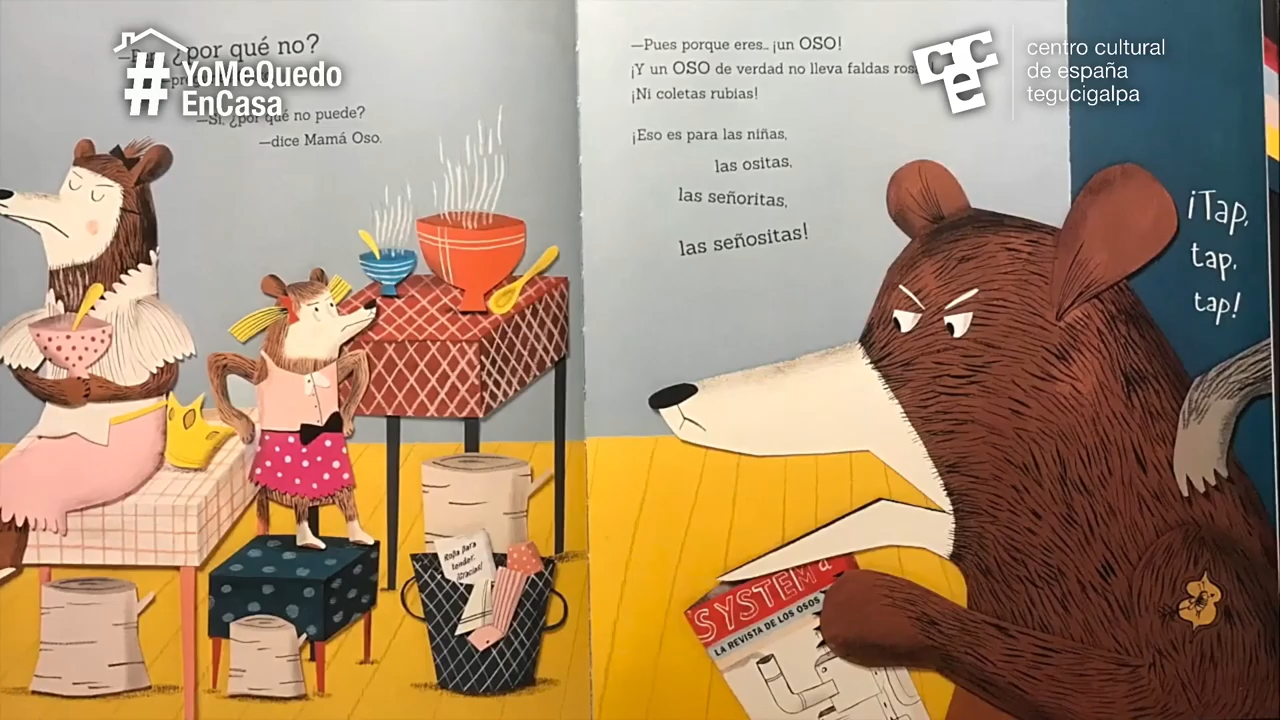 ¿por qué no?
#YoMeQuedo
EnCasa
—Sí, ¿por qué no puede?
—dice Mamá Oso.
—Pues porque eres... ¡un OSO!
¡Y un OSO de verdad no lleva faldas
¡Ni coletas rubias!
¡Eso es para las niñas,
las ositas,
las señoritas,
las señositas!
centro cultural
de españa
tegucigalpa
cce
¡Tap,
tap,
tap!
Ropa para
tender.
¡Gracias!
SYSTEM
LA REVISTA DE LOS OSOS